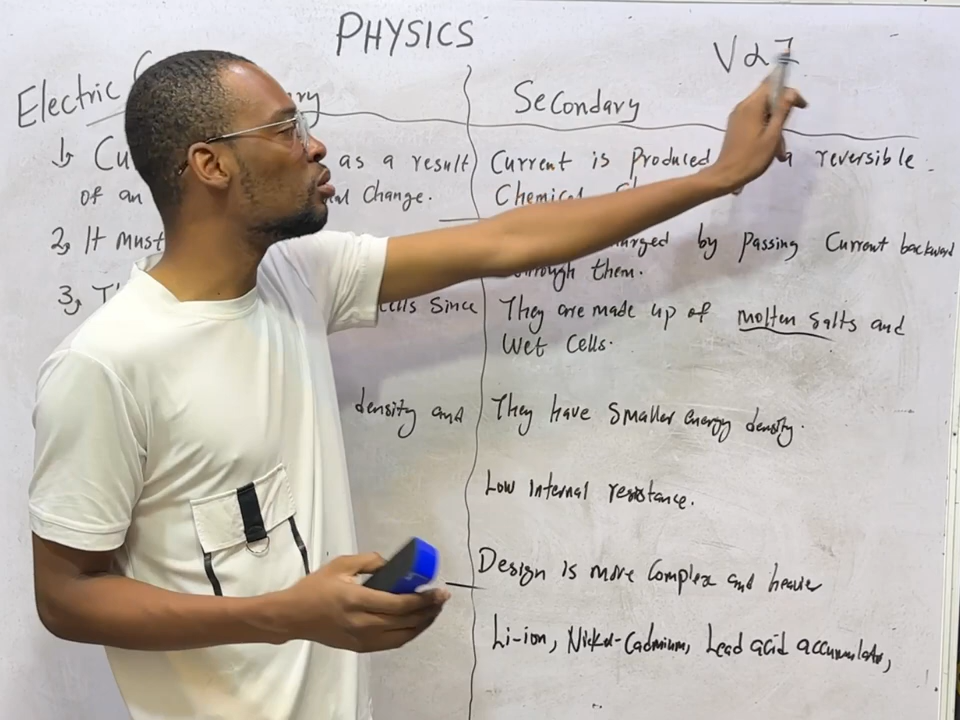 PHYSICS
V α
Electric
Secondary
1, as a result
of an Change.
2, It must
3, Cells Since
density and
Current is Produced a reversible.
Chemical
by Passing Current backward
through them.
They are made up of molten salts and
Wet Cells.
They have Smaller energy density.
Low Internal resistance.
Design is more Complex and heavier
Li-ion, Nickel-Cadmium, Lead acid accumulator,